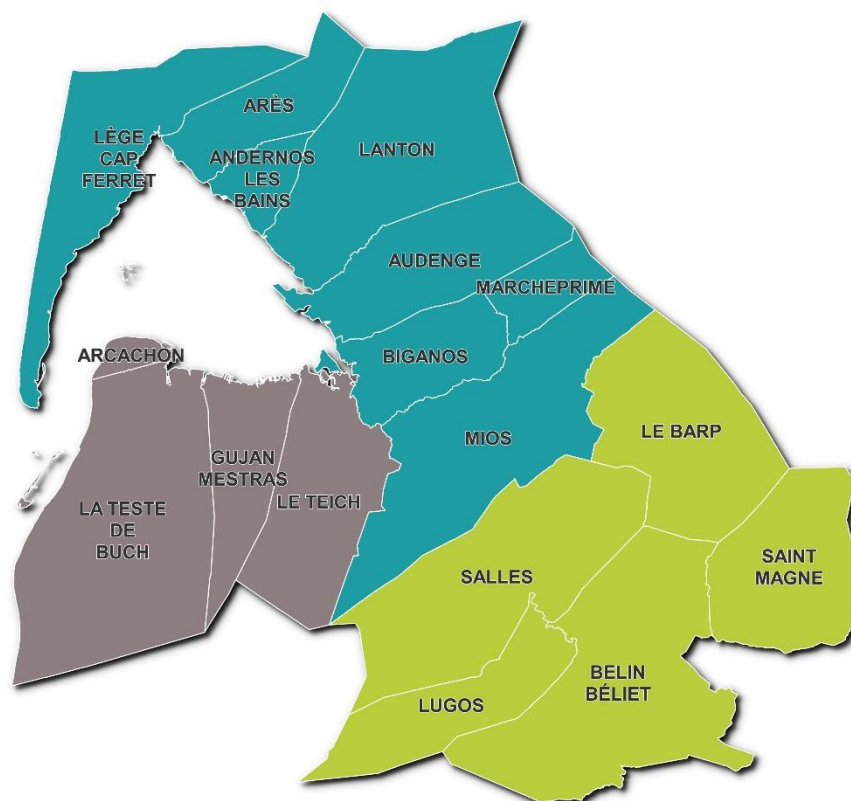 ARÈS
LÈGE
CAP
FERRET
ANDERNOS
LES
BAINS
LANTON
AUDENGE
MARCHEPRIME
ARCACHON
BIGANOS
MIOS
LE BARP
GUJAN
MESTRAS
LE TEICH
LA TESTE
DE
BUCH
SALLES
SAINT
MAGNE
BELIN
BÉLIET
LUGOS